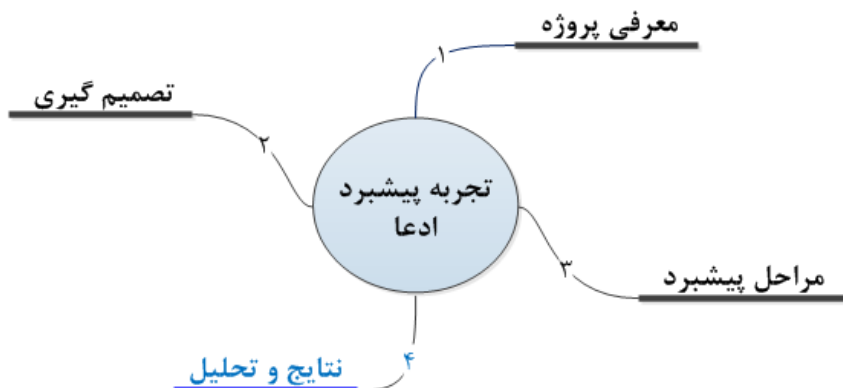 معرفی پروژه
۱
تصمیم گیری
۲
تجربه پیشبرد
ادعا
۳
مراحل پیشبرد
۴
نتایج و تحلیل